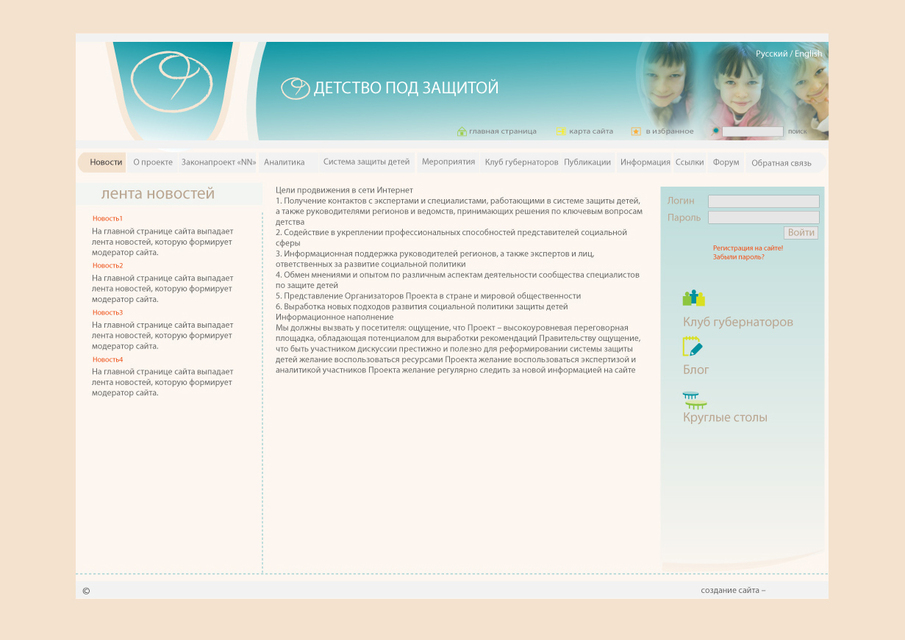 Русский / English
ДЕТСТВО ПОД ЗАЩИТОЙ
главная страница карта сайта в избранное поиск
Новости О проекте Законапроект «NN» Аналитика Система защиты детей Мероприятия Клуб губернаторов Публикации Информация Ссылки Форум Обратная связь
лента новостей
Новость1
На главной странице сайта выпадает
лента новостей, которую формирует
модератор сайта.
Новость2
На главной странице сайта выпадает
лента новостей, которую формирует
модератор сайта.
Новость3
На главной странице сайта выпадает
лента новостей, которую формирует
модератор сайта.
Новость4
На главной странице сайта выпадает
лента новостей, которую формирует
модератор сайта.
Цели продвижения в сети Интернет
1. Получение контактов с экспертами и специалистами, работающими в системе защиты детей,
а также руководителями регионов и ведомств, принимающих решения по ключевым вопросам
детства
2. Содействие в укреплении профессиональных способностей представителей социальной
сферы
3. Информационная поддержка руководителей регионов, а также экспертов и лиц,
ответственных за развитие социальной политики
4. Обмен мнениями и опытом по различным аспектам деятельности сообщества специалистов
по защите детей
5. Представление Организаторов Проекта в стране и мировой общественности
6. Выработка новых подходов развития социальной политики защиты детей
Информационное наполнение
Мы должны вызвать у посетителя: ощущение, что Проект – высокоуровневая переговорная
площадка, обладающая потенциалом для выработки рекомендаций Правительству ощущение,
что быть участником дискуссии престижно и полезно для реформировании системы защиты
детей желание воспользоваться ресурсами Проекта желание воспользоваться экспертизой и
аналитикой участников Проекта желание регулярно следить за новой информацией на сайте
Логин
Пароль
Войти
Регистрация на сайте!
Забыли пароль?
Клуб губернаторов
Блог
Круглые столы
©
создание сайта –